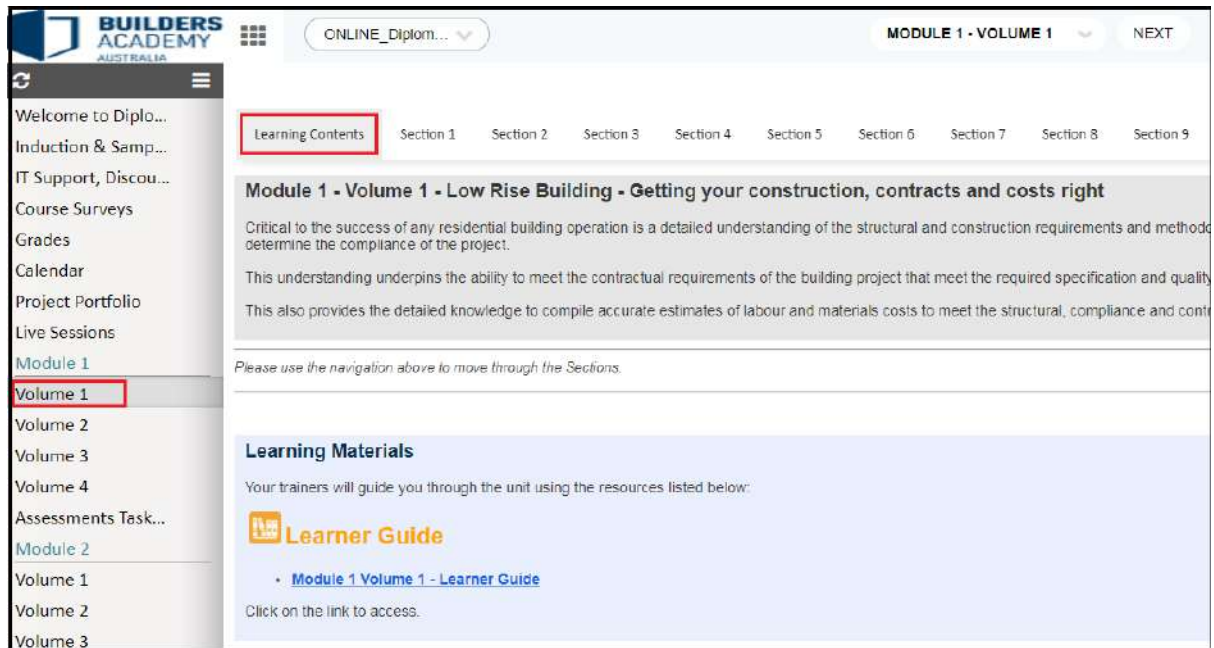 BUILDERS
ACADEMY
AUSTRALIA
ONLINE_Diplom...
MODULE 1 - VOLUME 1
NEXT
Welcome to Diplo...
Induction & Samp...
IT Support, Discou...
Course Surveys
Grades
Calendar
Project Portfolio
Live Sessions
Module 1
Volume 1
Volume 2
Volume 3
Volume 4
Assessments Task...
Module 2
Volume 1
Volume 2
Volume 3
Learning Contents
Section 1
Section 2
Section 3
Section 4
Section 5
Section 6
Section 7
Section 8
Section 9
Module 1 - Volume 1 - Low Rise Building - Getting your construction, contracts and costs right
Critical to the success of any residential building operation is a detailed understanding of the structural and construction requirements and methodo
determine the compliance of the project.
This understanding underpins the ability to meet the contractual requirements of the building project that meet the required specification and quality
This also provides the detailed knowledge to compile accurate estimates of labour and materials costs to meet the structural, compliance and contr
Please use the navigation above to move through the Sections.
Learning Materials
Your trainers will guide you through the unit using the resources listed below:
Learner Guide
• Module 1 Volume 1 - Learner Guide
Click on the link to access.